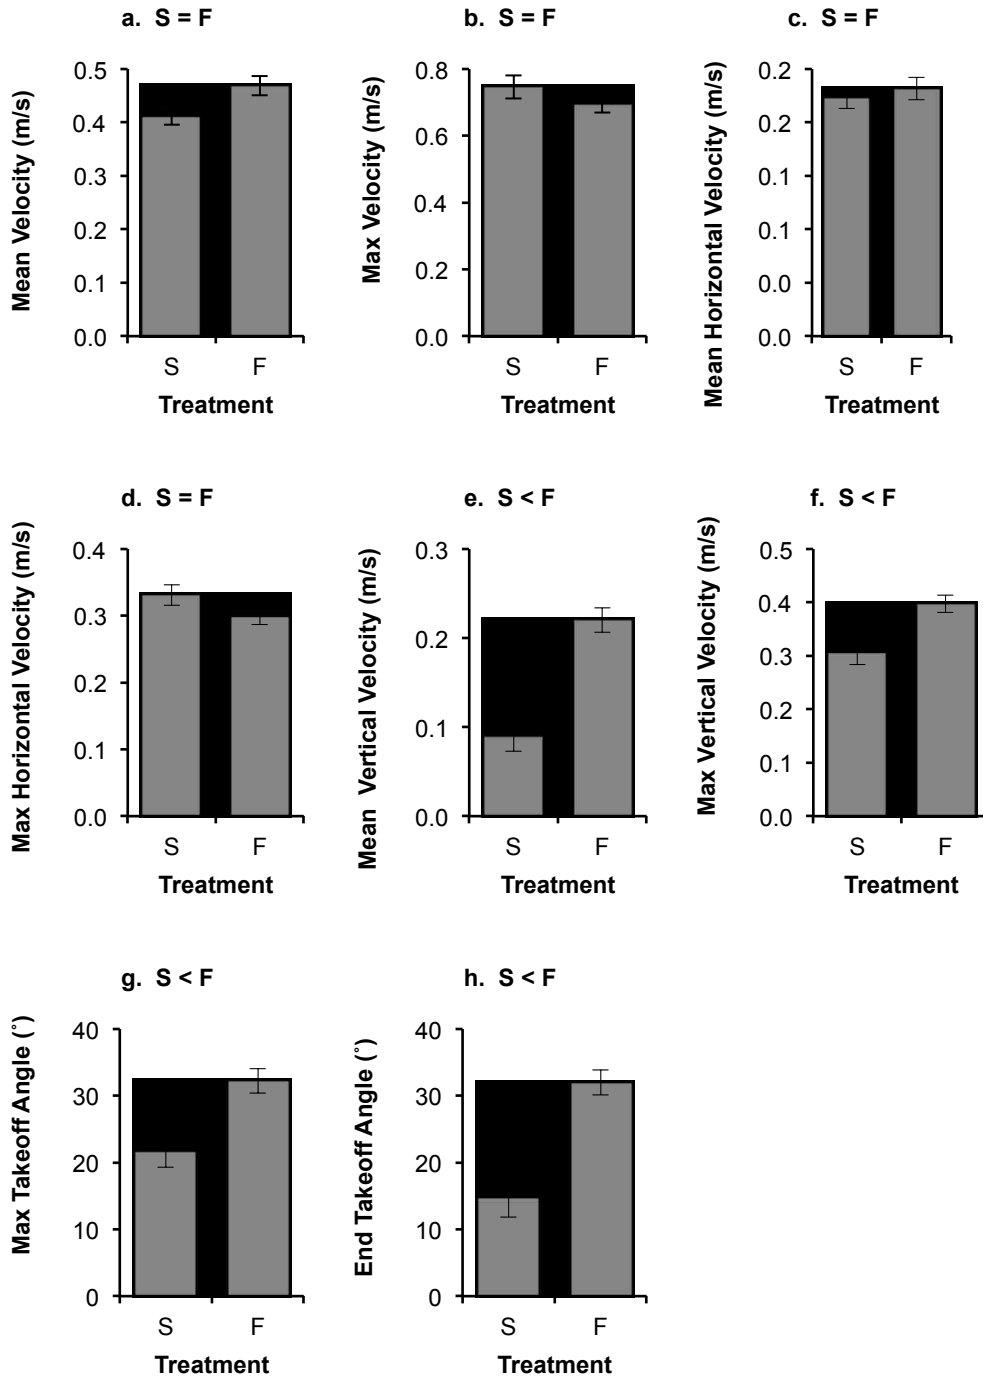 a. S = F
Mean Velocity (m/s)
0.5
0.4
0.3
0.2
0.1
0.0
S F
Treatment
b. S = F
Max Velocity (m/s)
0.8
0.6
0.4
0.2
0.0
S F
Treatment
c. S = F
Mean Horizontal Velocity (m/s)
0.2
0.2
0.1
0.1
0.0
0.0
S F
Treatment
d. S = F
Max Horizontal Velocity (m/s)
0.4
0.3
0.2
0.1
0.0
S F
Treatment
e. S < F
Mean Vertical Velocity (m/s)
0.3
0.2
0.1
0.0
S F
Treatment
f. S < F
Max Vertical Velocity (m/s)
0.5
0.4
0.3
0.2
0.1
0.0
S F
Treatment
g. S < F
Max Takeoff Angle (˚)
40
30
20
10
0
S F
Treatment
h. S < F
End Takeoff Angle (˚)
40
30
20
10
0
S F
Treatment